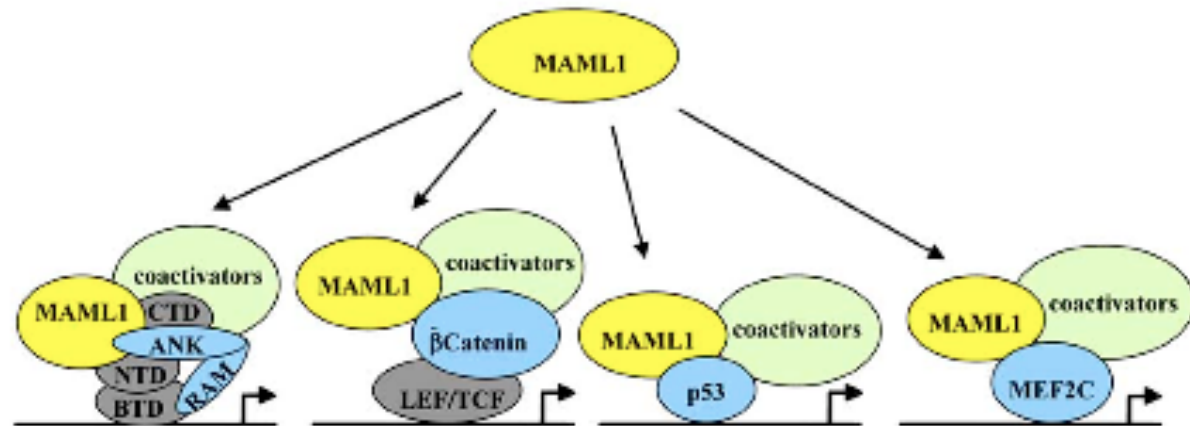 MAML1
coactivators
MAML1
CTD
ANK
NTD
RAM
BTD
coactivators
MAML1
βCatenin
LEF/TCF
coactivators
MAML1
p53
coactivators
MAML1
MEF2C